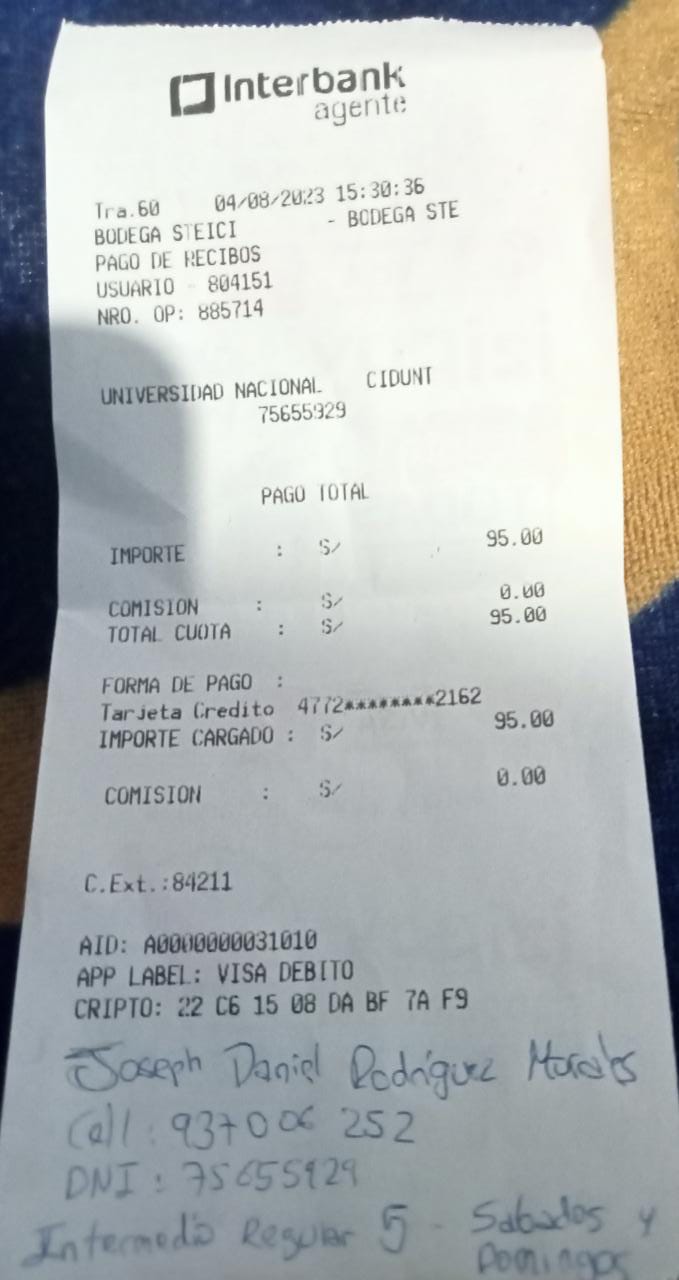 Interbank
agente
Tra.60 04/08/2023 15:30:36
BODEGA STEICI - BODEGA STE
PAGO DE RECIBOS
USUARIO - 804151
NRO. OP: 885714
UNIVERSIDAD NACIONAL CIDUNT
75655929
PAGO TOTAL
IMPORTE : S/ 95.00
COMISION : S/ 0.00
TOTAL CUOTA : S/ 95.00
FORMA DE PAGO :
Tarjeta Credito 4772********2162
IMPORTE CARGADO : S/ 95.00
COMISION : S/ 0.00
C.Ext.:84211
AID: A0000000031010
APP LABEL: VISA DEBITO
CRIPTO: 22 C6 15 08 DA BF 7A F9
Joseph Daniel Rodríguez Morales
Cell : 937006 252
DNI : 75655929
Intermedio Regular 5 - Sabados y
Domingos